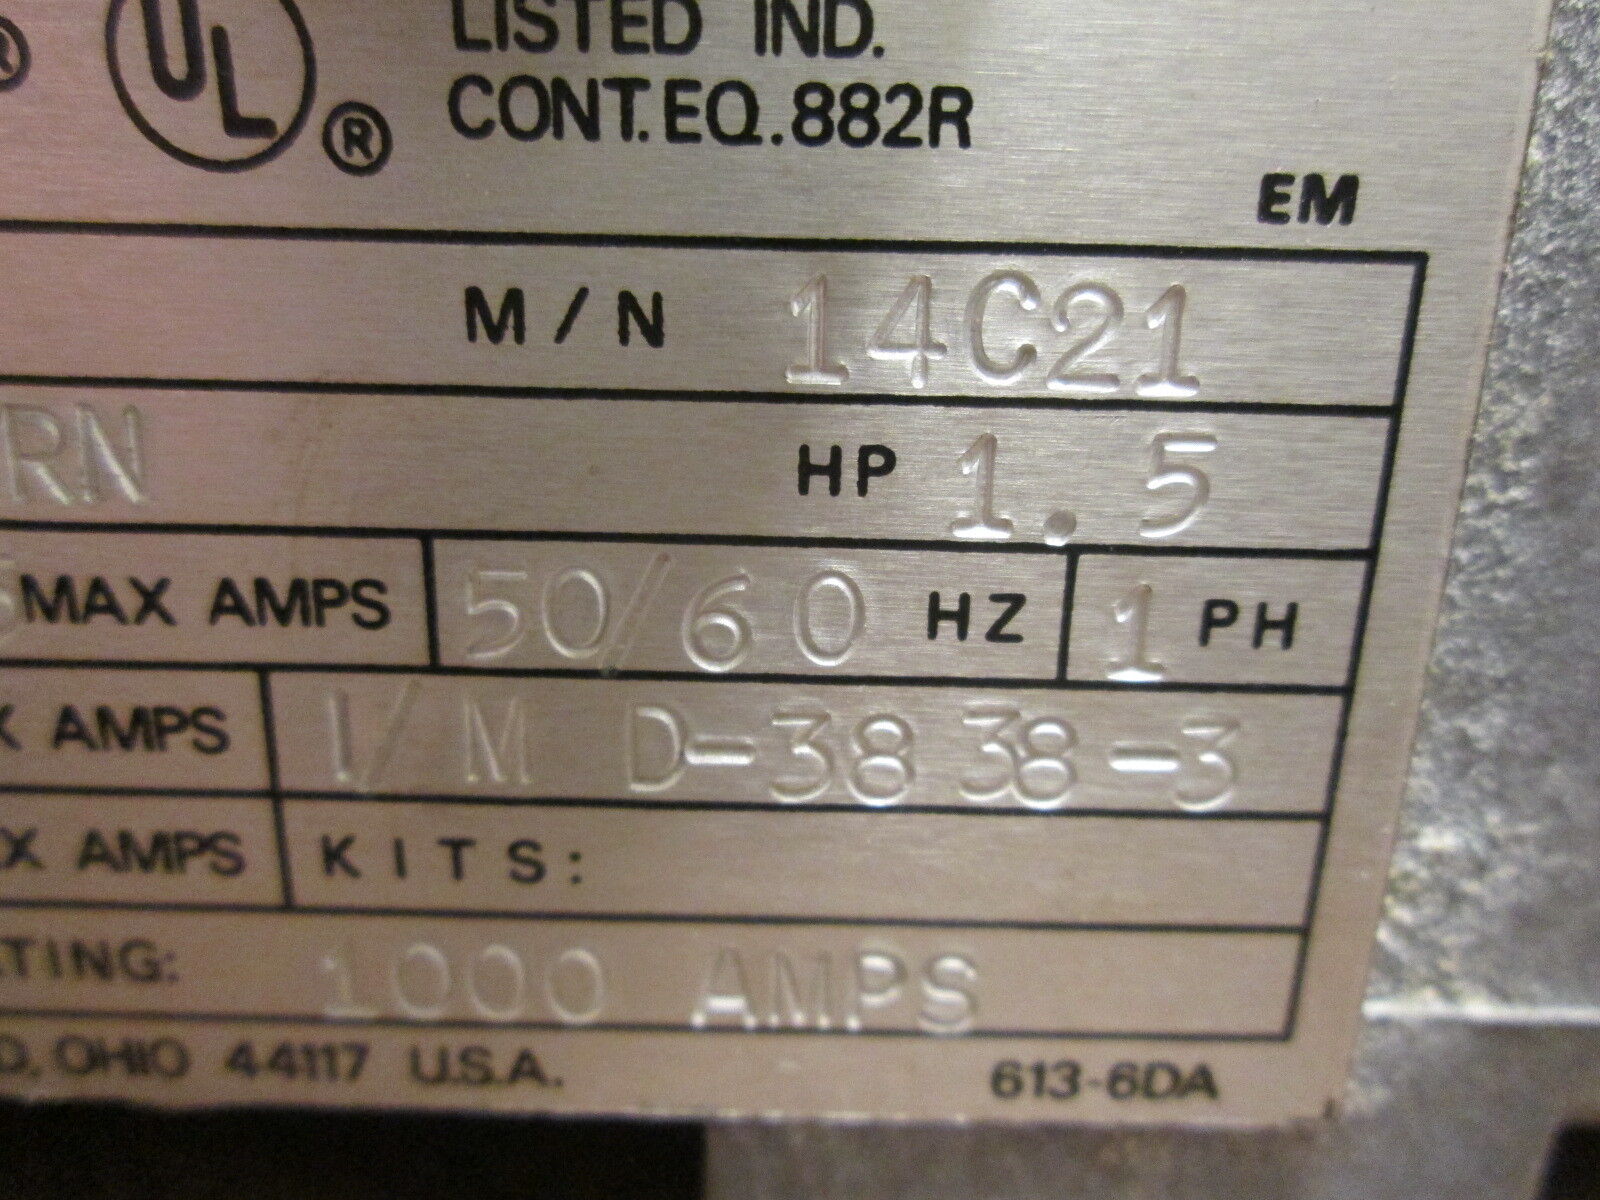 ® UL ® LISTED IND.
CONT. EQ. 882R
EM
M/N 14C21
RN HP 1.5
5 MAX AMPS 50/60 HZ 1 PH
X AMPS I/M D-3838-3
X AMPS KITS:
TING: 1000 AMPS
D, OHIO 44117 U.S.A. 613-6DA